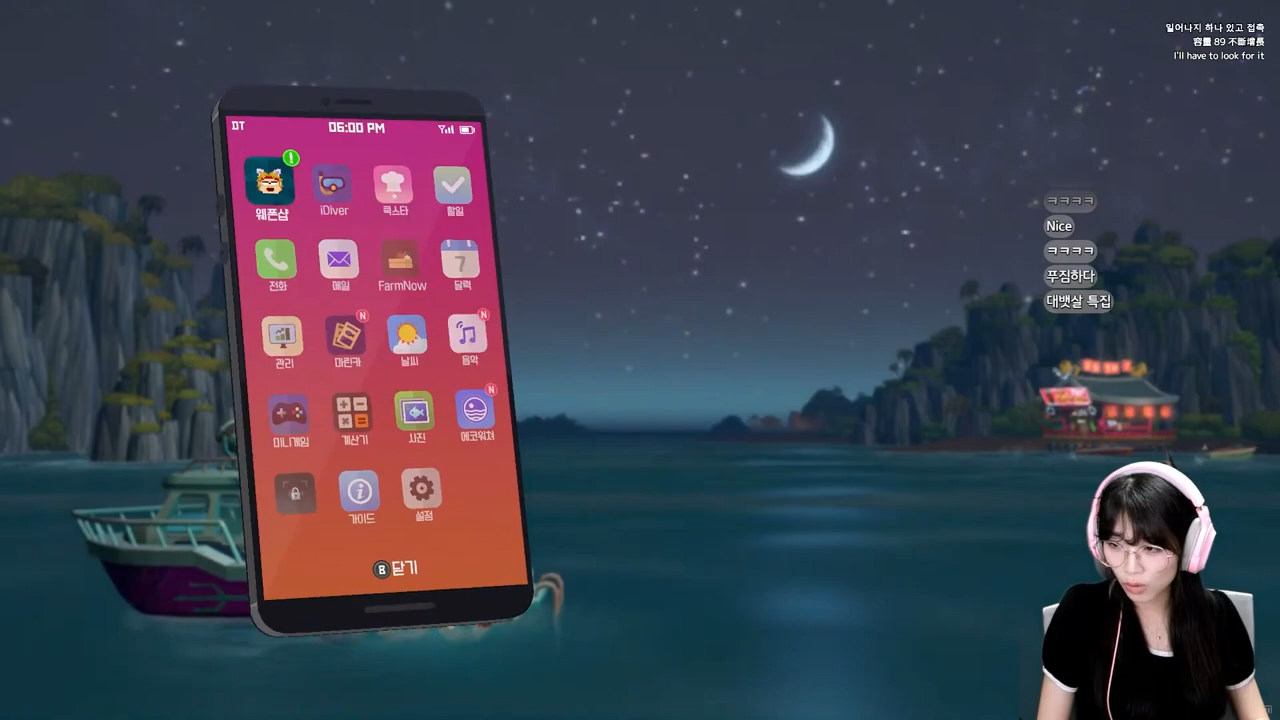 일어나지 하나 있고 접촉
容量 89 不斷增長
I'll have to look for it
DT
06:00 PM
웨폰샵
iDiver
쿡스타
할일
전화
메일
FarmNow
7
달력
관리
N
마린카
날씨
N
음악
미니게임
계산기
사진
N
에코워쳐
가이드
설정
B 닫기
ㅋㅋㅋㅋ
Nice
ㅋㅋㅋㅋ
푸짐하다
대뱃살 특집